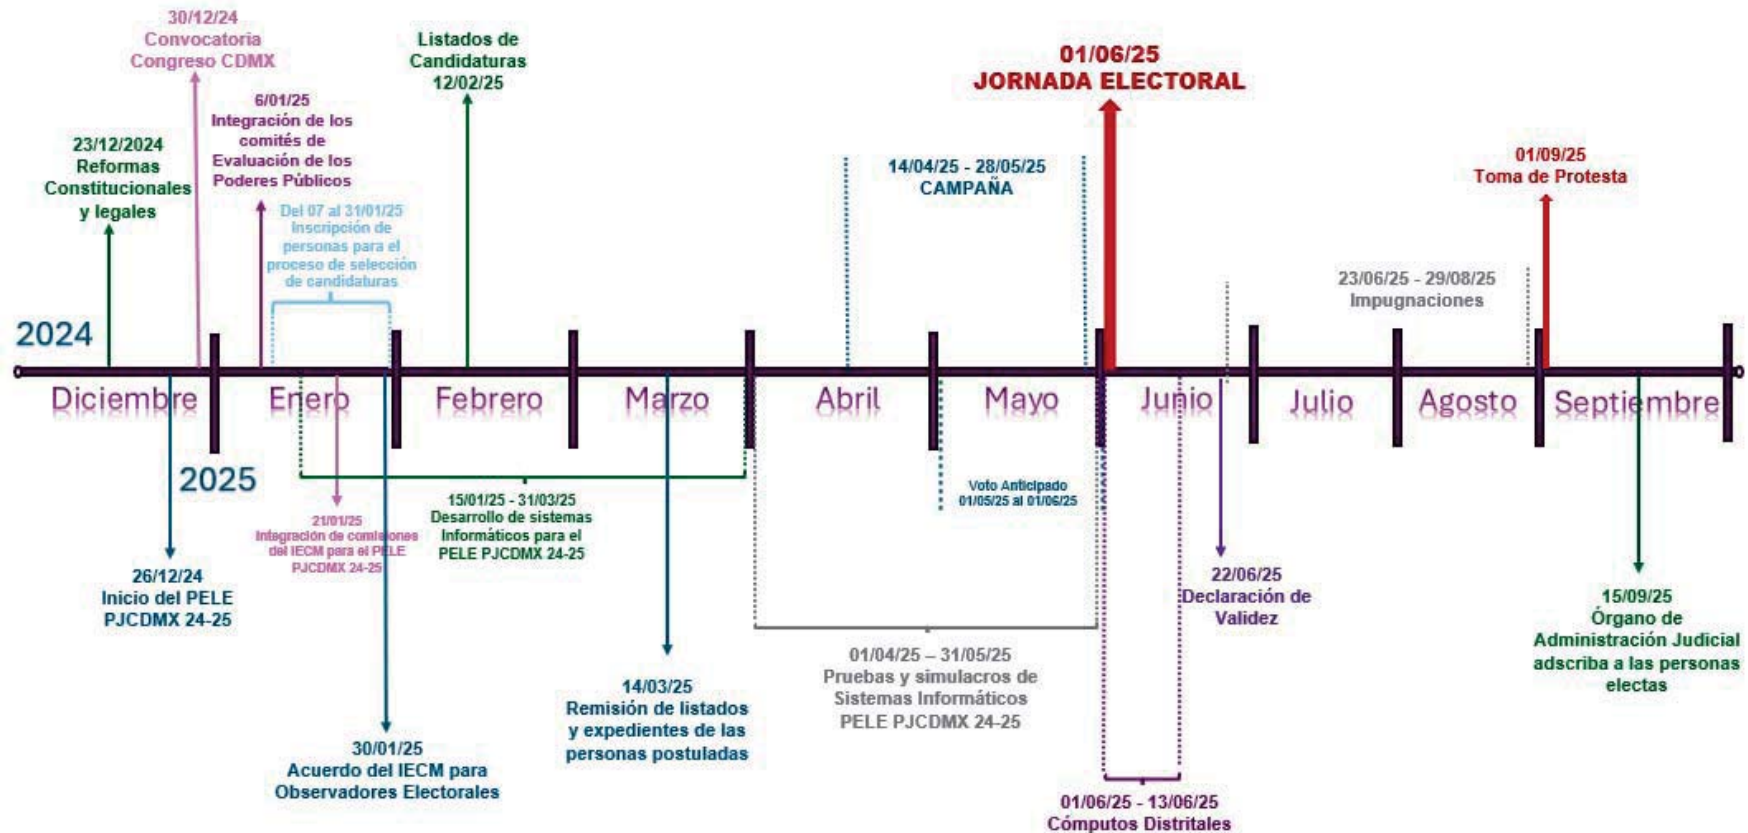 30/12/24
Convocatoria
Congreso CDMX
Listados de
Candidaturas
12/02/25
01/06/25
JORNADA ELECTORAL
6/01/25
Integración de los
comités de
Evaluación de los
Poderes Públicos
23/12/2024
Reformas
Constitucionales
y legales
14/04/25 - 28/05/25
CAMPAÑA
01/09/25
Toma de Protesta
Del 07 al 31/01/25
Inscripción de
personas para el
proceso de selección
de candidaturas
23/06/25 - 29/08/25
Impugnaciones
2024
Diciembre
Enero
Febrero
Marzo
Abril
Mayo
Junio
Julio
Agosto
Septiembre
2025
21/01/25
Integración de comisiones
del IECM para el PELE
PJCDMX 24-25
15/01/25 - 31/03/25
Desarrollo de sistemas
Informáticos para el
PELE PJCDMX 24-25
Voto Anticipado
01/05/25 al 01/06/25
26/12/24
Inicio del PELE
PJCDMX 24-25
22/06/25
Declaración de
Validez
15/09/25
Órgano de
Administración Judicial
adscriba a las personas
electas
01/04/25 – 31/05/25
Pruebas y simulacros de
Sistemas Informáticos
PELE PJCDMX 24-25
14/03/25
Remisión de listados
y expedientes de las
personas postuladas
30/01/25
Acuerdo del IECM para
Observadores Electorales
01/06/25 - 13/06/25
Cómputos Distritales